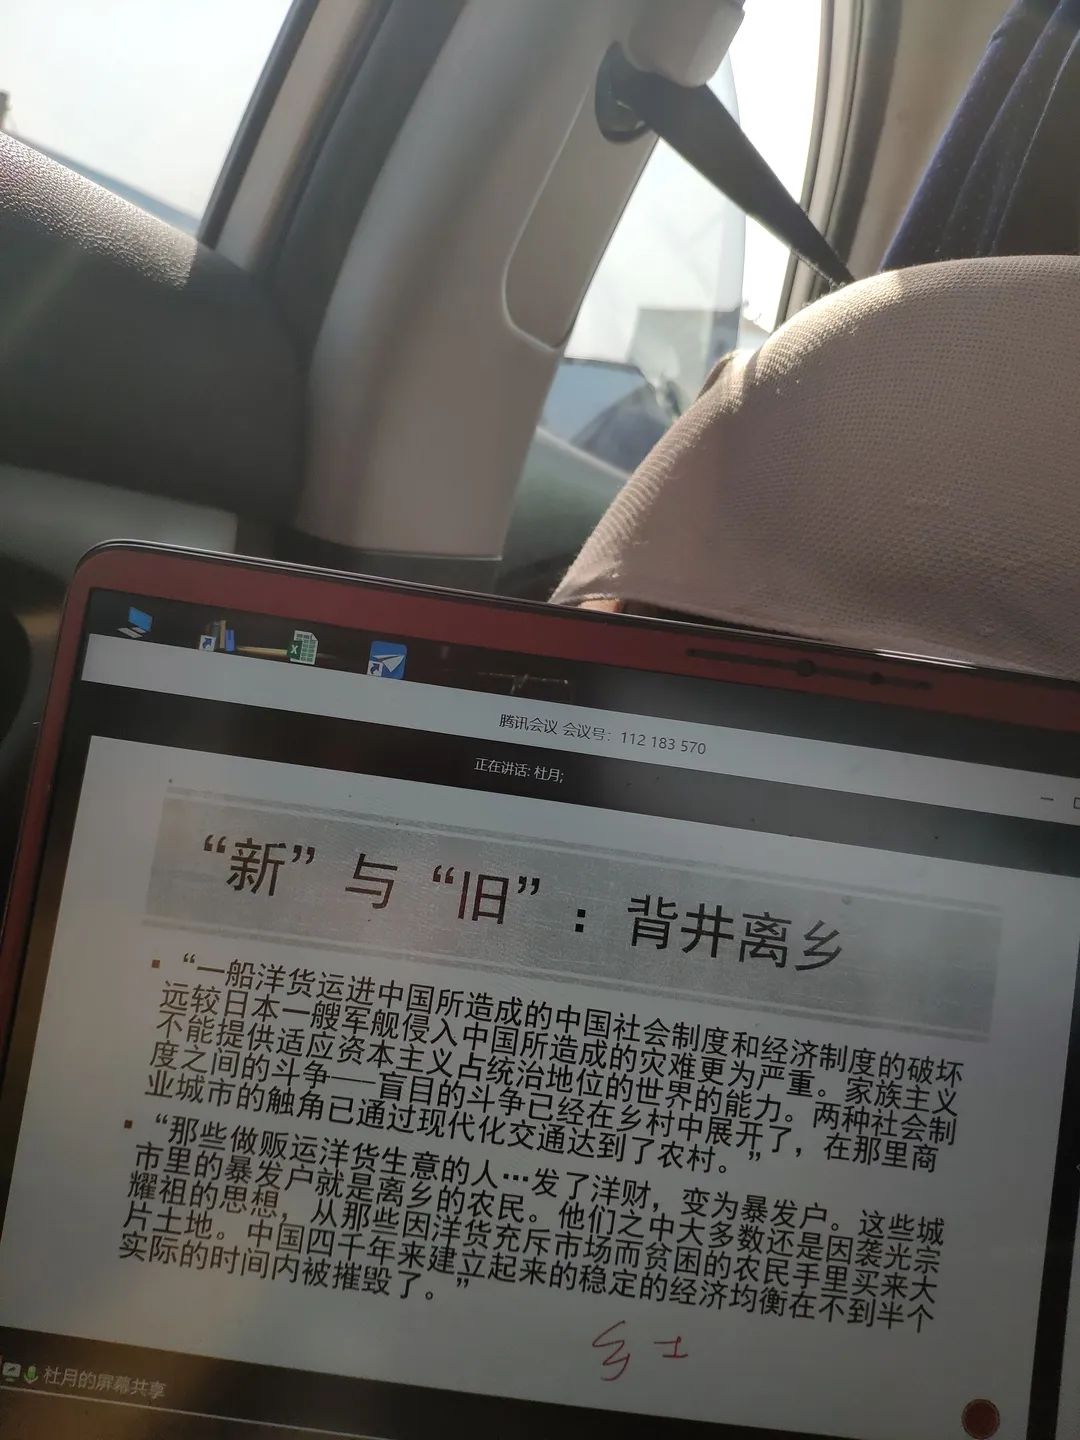 腾讯会议 会议号: 112 183 570
正在讲话: 杜月;
“新” 与 “旧” : 背井离乡
“一船洋货运进中国所造成的中国社会制度和经济制度的破坏
远较日本一艘军舰侵入中国所造成的灾难更为严重。家族主义
不能提供适应资本主义占统治地位的世界的能力。两种社会制
度之间的斗争——盲目的斗争已经在乡村中展开了，在那里商
业城市的触角已通过现代化交通达到了农村。”
“那些做贩运洋货生意的人…发了洋财，变为暴发户。这些城
市里的暴发户就是离乡的农民。他们之中大多数还是因袭光宗
耀祖的思想，从那些因洋货充斥市场而贫困的农民手里买来大
片土地。中国四千年来建立起来的稳定的经济均衡在不到半个
实际的时间内被摧毁了。”
乡土
杜月的屏幕共享